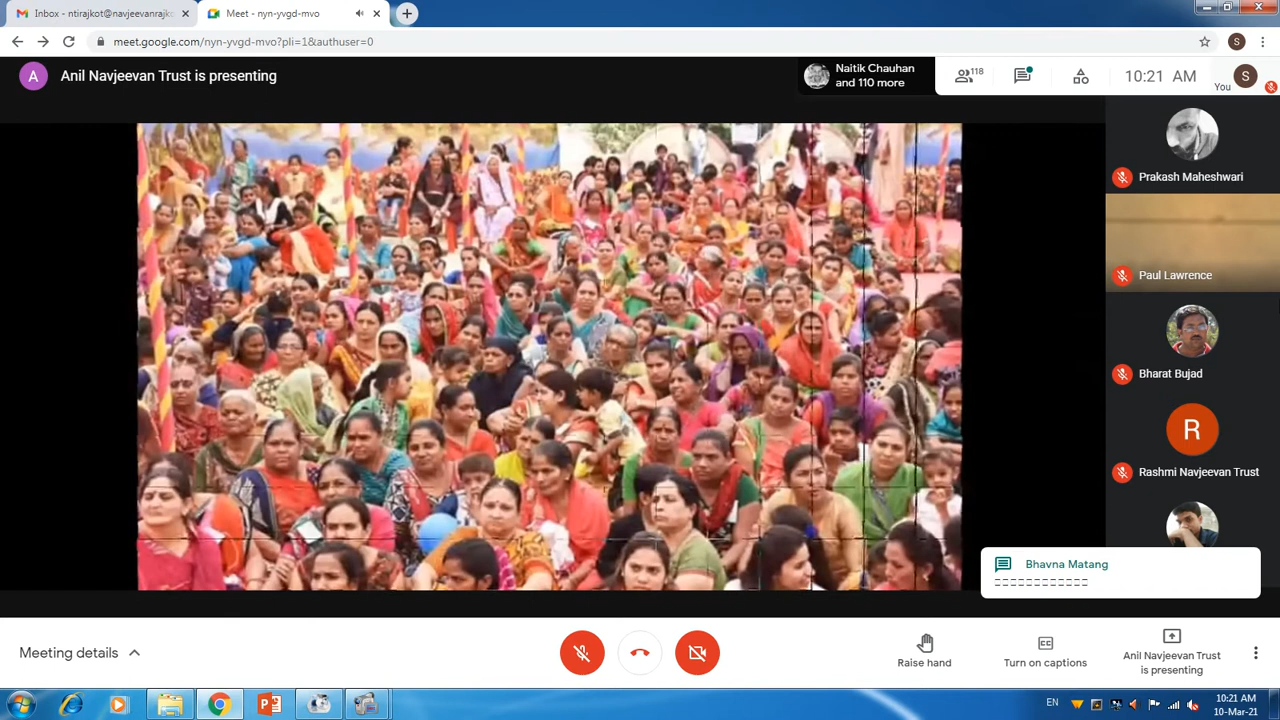 Inbox - ntirajkot@navjeevanrajko
Meet - nyn-yvgd-mvo
meet.google.com/nyn-yvgd-mvo?pli=1&authuser=0
S
A
Anil Navjeevan Trust is presenting
Naitik Chauhan
and 110 more
118
10:21 AM
You
S
Prakash Maheshwari
Paul Lawrence
Bharat Bujad
R
Rashmi Navjeevan Trust
Bhavna Matang
============
Meeting details
Raise hand
Turn on captions
Anil Navjeevan Trust
is presenting
EN
10:21 AM
10-Mar-21